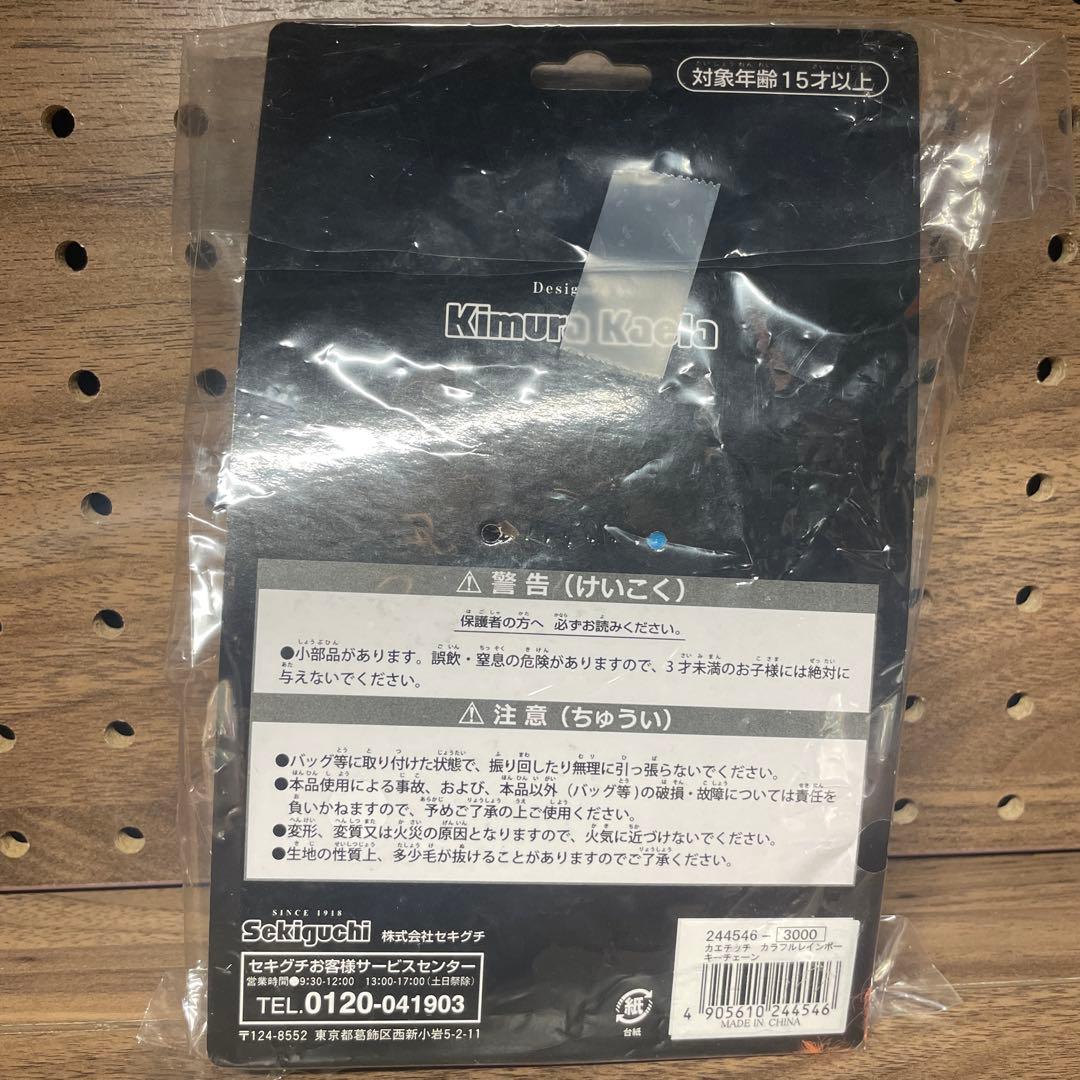 対象年齢15才以上
Desig
Kimura Kaela
警告（けいこく）
保護者の方へ 必ずお読みください。
●小部品があります。誤飲・窒息の危険がありますので、3才未満のお子様には絶対に
与えないでください。
注意（ちゅうい）
●バッグ等に取り付けた状態で、振り回したり無理に引っ張らないでください。
●本品使用による事故、および、本品以外（バッグ等）の破損・故障については責任を
負いかねますので、予めご了承の上ご使用ください。
●変形、変質又は火災の原因となりますので、火気に近づけないでください。
●生地の性質上、多少毛が抜けることがありますのでご了承ください。
SINCE 1918
Sekiguchi 株式会社セキグチ
セキグチお客様サービスセンター
営業時間●9:30-12:00 13:00-17:00（土日祭除）
TEL.0120-041903
〒124-8552 東京都葛飾区西新小岩5-2-11
紙
台紙
244546- 3000
カエチッチ カラフルレインボー
キーチェーン
4 905610 244546
MADE IN CHINA